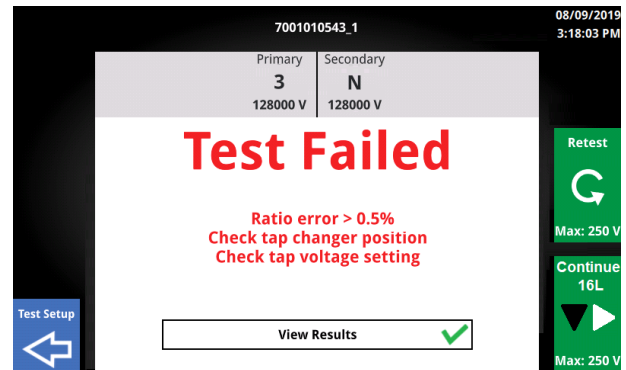 7001010543_1
08/09/2019
3:18:03 PM
Primary
Secondary
3
N
128000 V
128000 V
Test Failed
Ratio error > 0.5%
Check tap changer position
Check tap voltage setting
Retest
Max: 250 V
Continue
16L
Max: 250 V
Test Setup
View Results